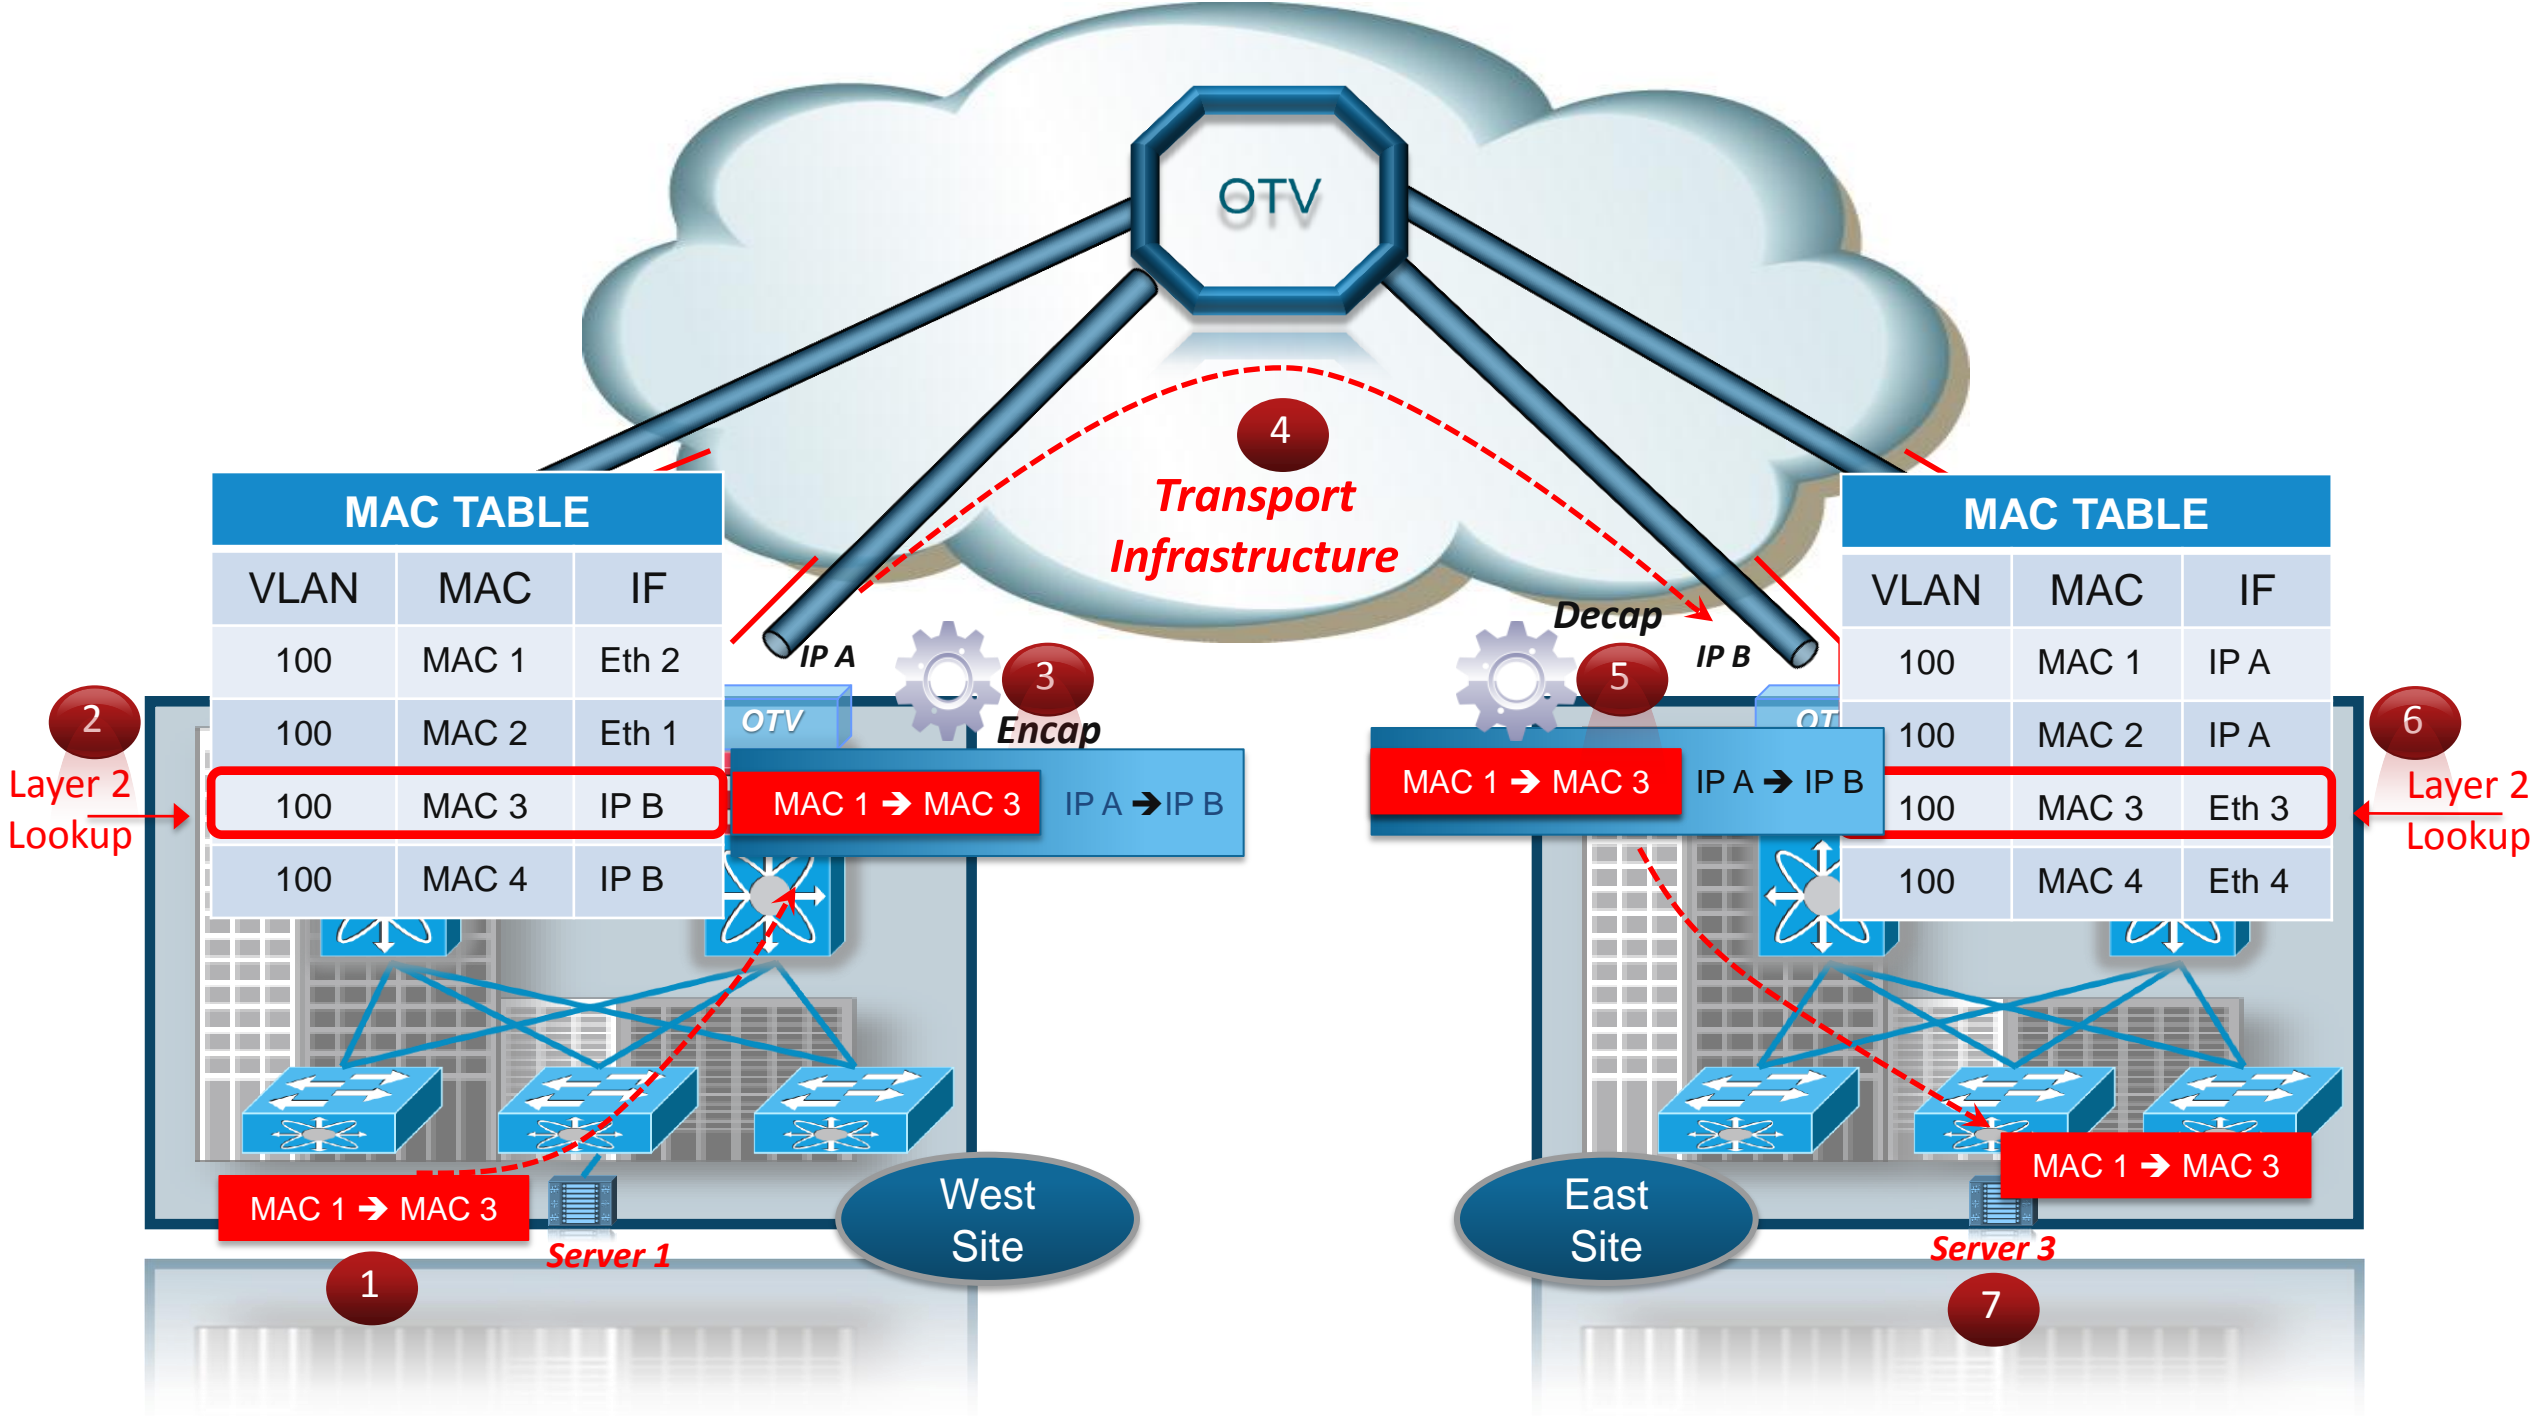 OTV
4
Transport
Infrastructure
MAC TABLE
VLAN MAC IF
100 MAC 1 Eth 2
100 MAC 2 Eth 1
100 MAC 3 IP B
100 MAC 4 IP B
2
Layer 2
Lookup
IP A
OTV
3
Encap
MAC 1 → MAC 3 IP A → IP B
Decap
5
IP B
OT
MAC 1 → MAC 3 IP A → IP B
MAC TABLE
VLAN MAC IF
100 MAC 1 IP A
100 MAC 2 IP A
100 MAC 3 Eth 3
100 MAC 4 Eth 4
6
Layer 2
Lookup
MAC 1 → MAC 3
Server 1
1
West
Site
East
Site
MAC 1 → MAC 3
Server 3
7